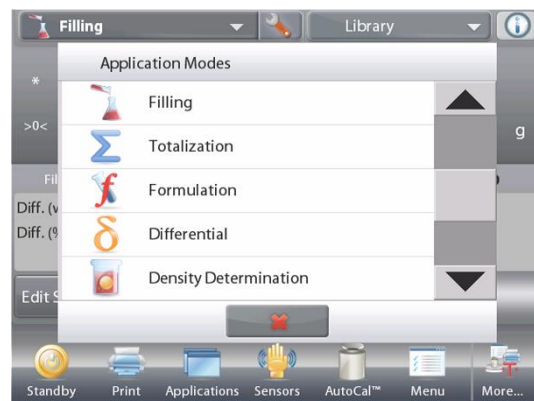 Filling
Library
Application Modes
*
Filling
>0<
g
Totalization
Fil
Formulation
Diff. (w
Diff. (%
Differential
Density Determination
Edit S
Standby Print Applications Sensors AutoCal™ Menu More...